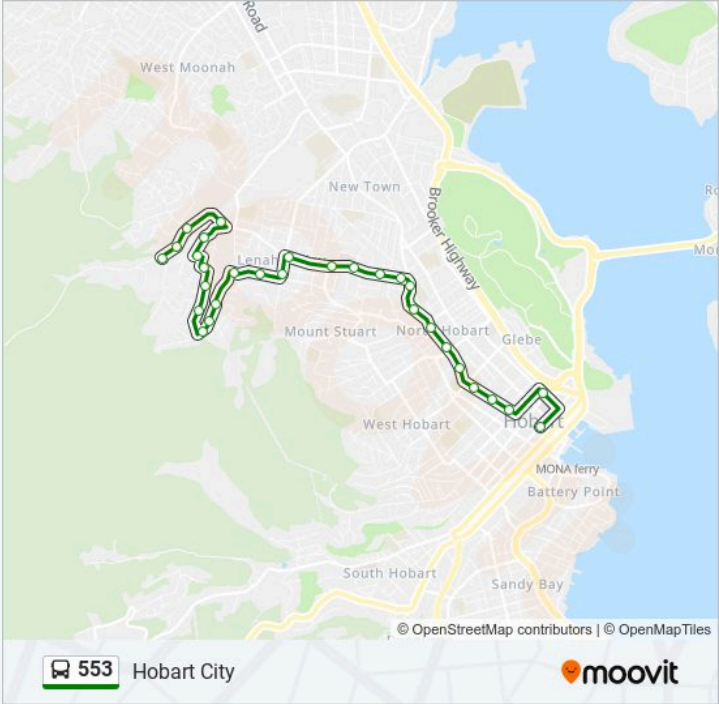 Road
West Moonah
New Town
Brooker Highway
Lenah
Mount Stuart
North Hobart
Glebe
West Hobart
Hobart
MONA ferry
Battery Point
South Hobart
Sandy Bay
© OpenStreetMap contributors | © OpenMapTiles
553 Hobart City
moovit